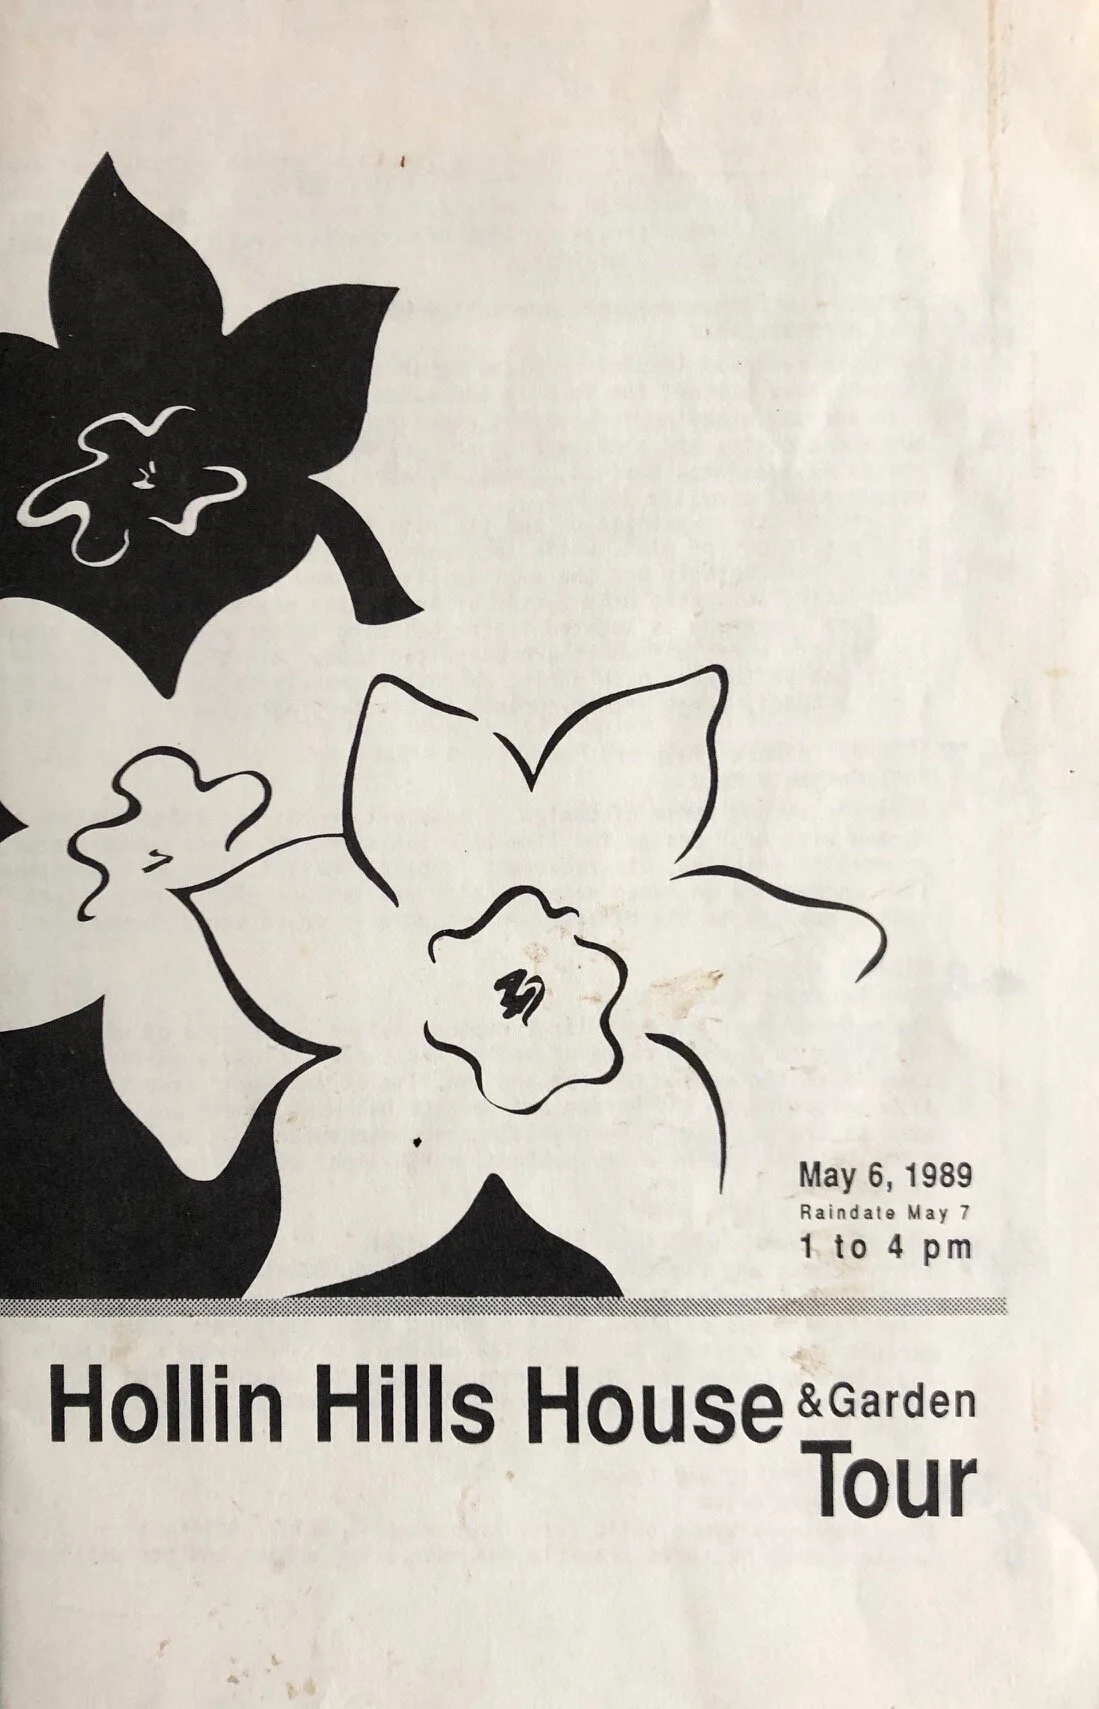 May 6, 1989
Raindate May 7
1 to 4 pm
Hollin Hills House & Garden
Tour